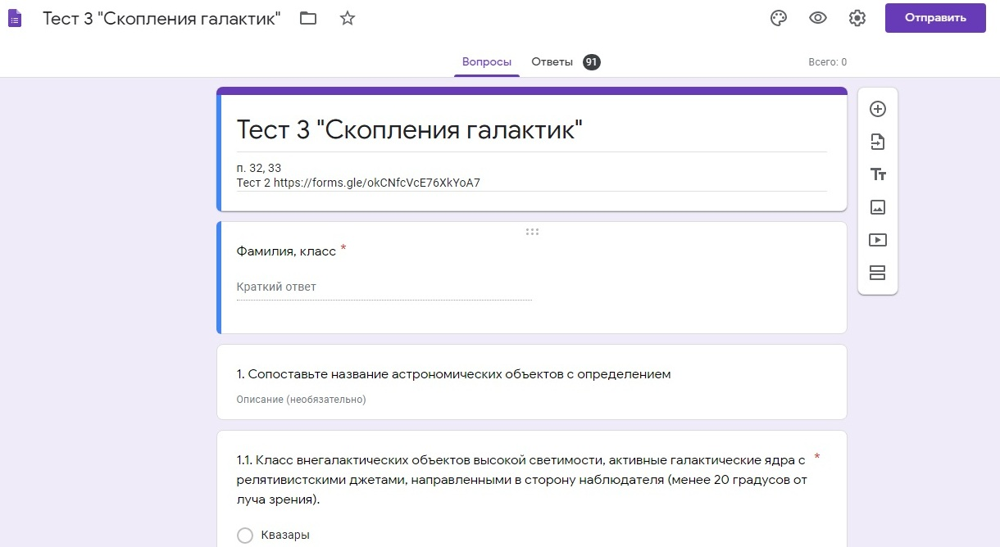 Тест 3 "Скопления галактик"
Отправить
Вопросы
Ответы 91
Всего: 0
Тест 3 "Скопления галактик"
п. 32, 33
Тест 2 https://forms.gle/okCNfcVcE76XkYoA7
Фамилия, класс *
Краткий ответ
1. Сопоставьте название астрономических объектов с определением
Описание (необязательно)
1.1. Класс внегалактических объектов высокой светимости, активные галактические ядра с *
релятивистскими джетами, направленными в сторону наблюдателя (менее 20 градусов от
луча зрения).
Квазары